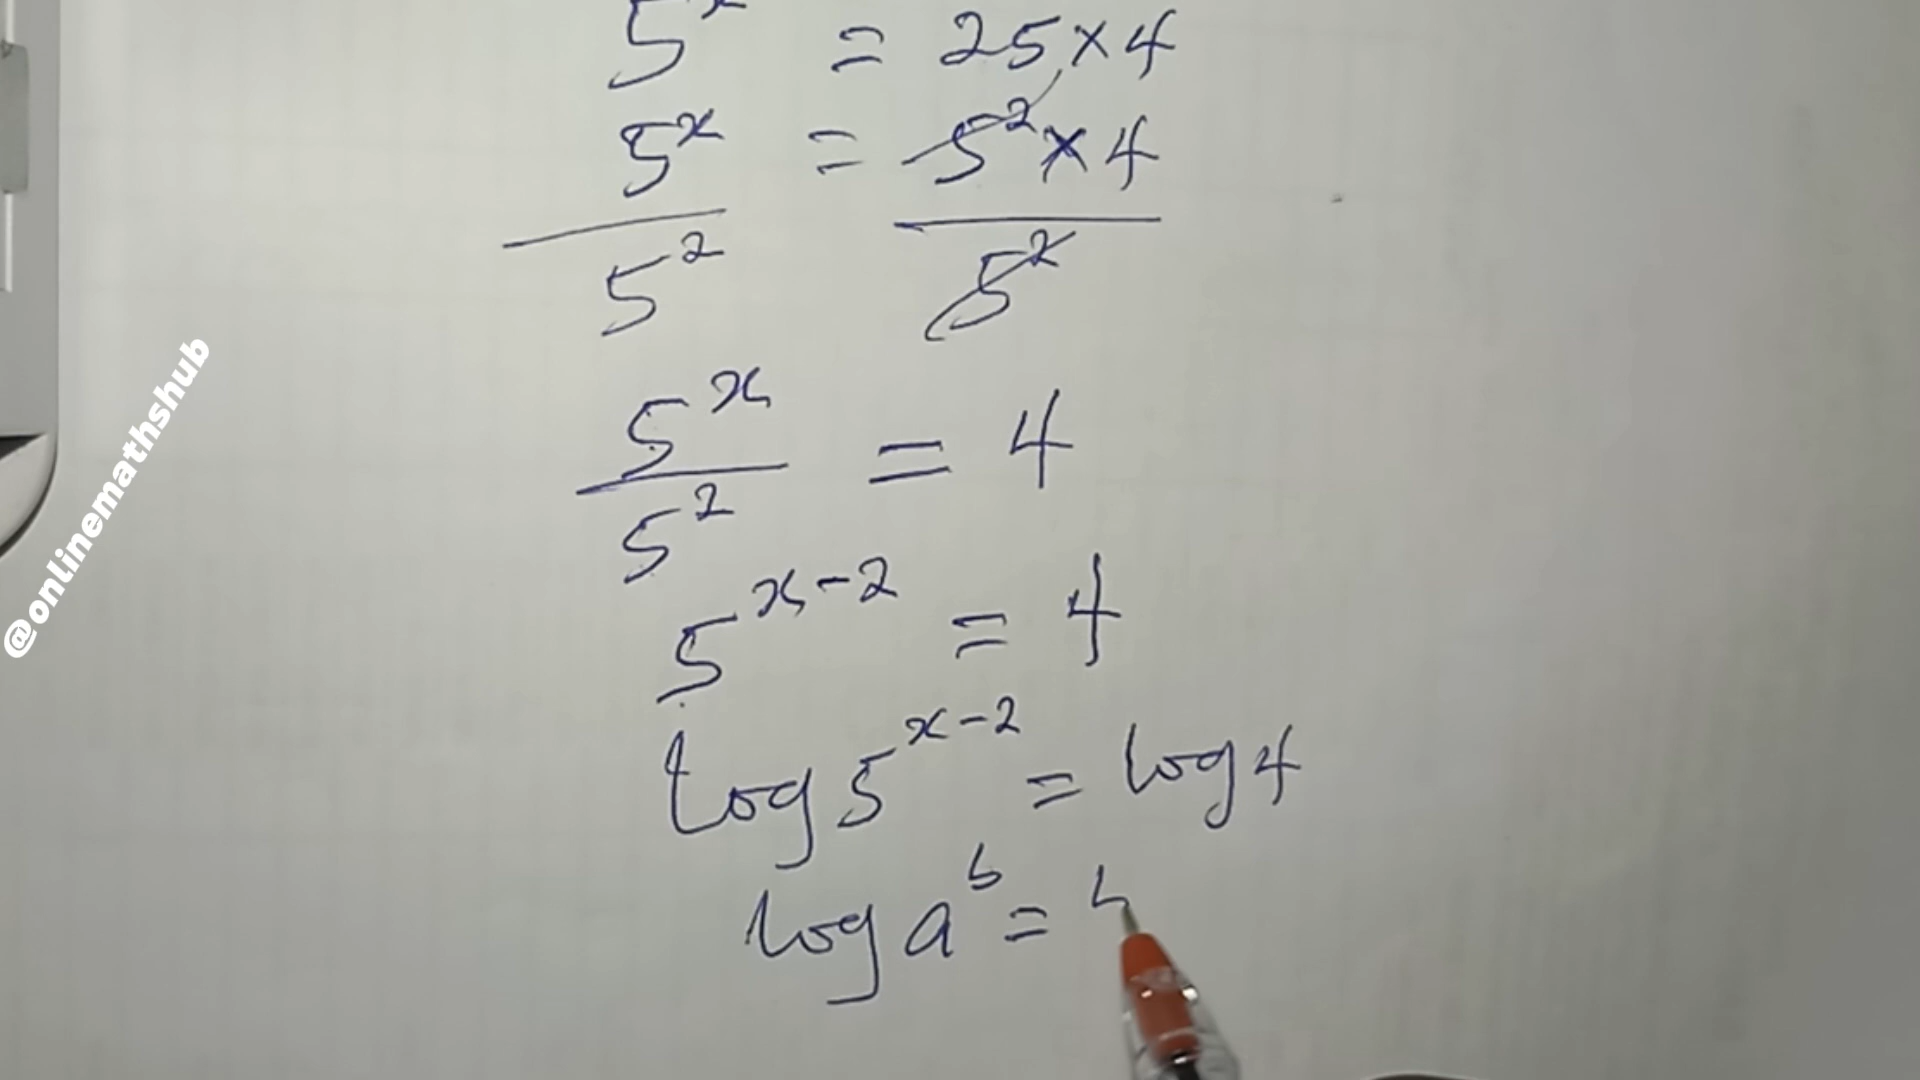 5^x = 25×4
5^x = 5^2×4
5^2 5^2
5^x = 4
5^2
5^x-2 = 4
log 5^x-2 = log 4
log a^b = b
@onlinemathshub